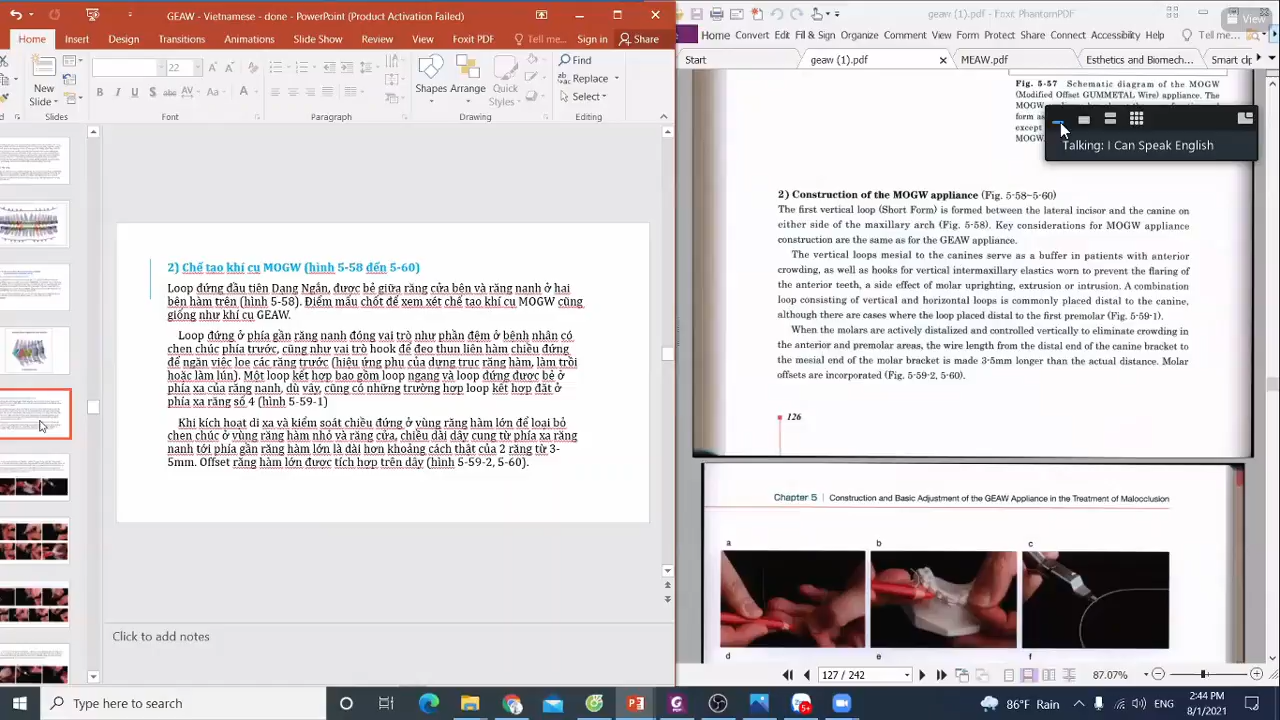 GEAW - Vietnamese - done - PowerPoint (Product Activation Failed)
Home Insert Design Transitions Animations Slide Show Review View Foxit PDF Tell me... Sign in Share
New Slide
22
B I U S abc AV Aa A
Shapes Arrange Quick Styles
Find
Replace
Select
Slides Font Paragraph Drawing Editing
2) Chế tạo khí cụ MOGW (hình 5-58 đến 5-60)
Loop đứng đầu tiên Dạng Ngắn, được bẻ giữa răng cửa bên và răng nanh ở hai
bên hàm trên (hình 5-58). Điểm mấu chốt để xem xét chế tạo khí cụ MOGW cũng
giống như khí cụ GEAW.
Loop đứng ở phía gần răng nanh đóng vai trò như phần đệm ở bệnh nhân có
chen chúc phía trước, cũng như vai trò hook để đeo thun liên hàm chiều đứng
để ngăn việc loe các răng trước (hiệu ứng phụ của dựng trục răng hàm, làm trồi
hoặc làm lún). Một loop kết hợp bao gồm loop ngang và loop đứng được bẻ ở
phía xa của răng nanh, dù vậy, cũng có những trường hợp loop kết hợp đặt ở
phía xa răng số 4 (hình 5-59-1)
Khi kích hoạt di xa và kiểm soát chiều đứng ở vùng răng hàm lớn để loại bỏ
chen chúc ở vùng răng hàm nhỏ và răng cửa, chiều dài dây cung từ phía xa răng
nanh tới phía gần răng hàm lớn là dài hơn khoảng cách thật của 2 răng từ 3-
5mm. Offset răng hàm lớn được tích hợp trên dây (hình 5-59-2, 5-60).
Click to add notes
geaw (1).pdf - Foxit PhantomPDF
View
Home Convert Edit Fill & Sign Organize Comment View Form Protect Share Connect Accessibility Help Tell me...
Start geaw (1).pdf MEAW.pdf Esthetics and Biomech... Smart clip
Fig. 5-57 Schematic diagram of the MOGW
(Modified Offset GUMMETAL Wire) appliance. The
MOGW
form as
except
MOGW
Talking: I Can Speak English
2) Construction of the MOGW appliance (Fig. 5-58~5-60)
The first vertical loop (Short Form) is formed between the lateral incisor and the canine on
either side of the maxillary arch (Fig. 5-58). Key considerations for MOGW appliance
construction are the same as for the GEAW appliance.
The vertical loops mesial to the canines serve as a buffer in patients with anterior
crowding, as well as hooks for vertical intermaxillary elastics worn to prevent the flaring of
the anterior teeth, a side effect of molar uprighting, extrusion or intrusion. A combination
loop consisting of vertical and horizontal loops is commonly placed distal to the canine,
although there are cases where the loop placed distal to the first premolar (Fig. 5-59-1).
When the molars are actively distalized and controlled vertically to eliminate crowding in
the anterior and premolar areas, the wire length from the distal end of the canine bracket to
the mesial end of the molar bracket is made 3-5mm longer than the actual distance. Molar
offsets are incorporated (Fig. 5-59-2, 5-60).
126
Chapter 5 | Construction and Basic Adjustment of the GEAW Appliance in the Treatment of Malocclusion
a b c
d e f
127 / 242
87.07%
Type here to search
86°F Rain
ENG
2:44 PM
8/1/2021